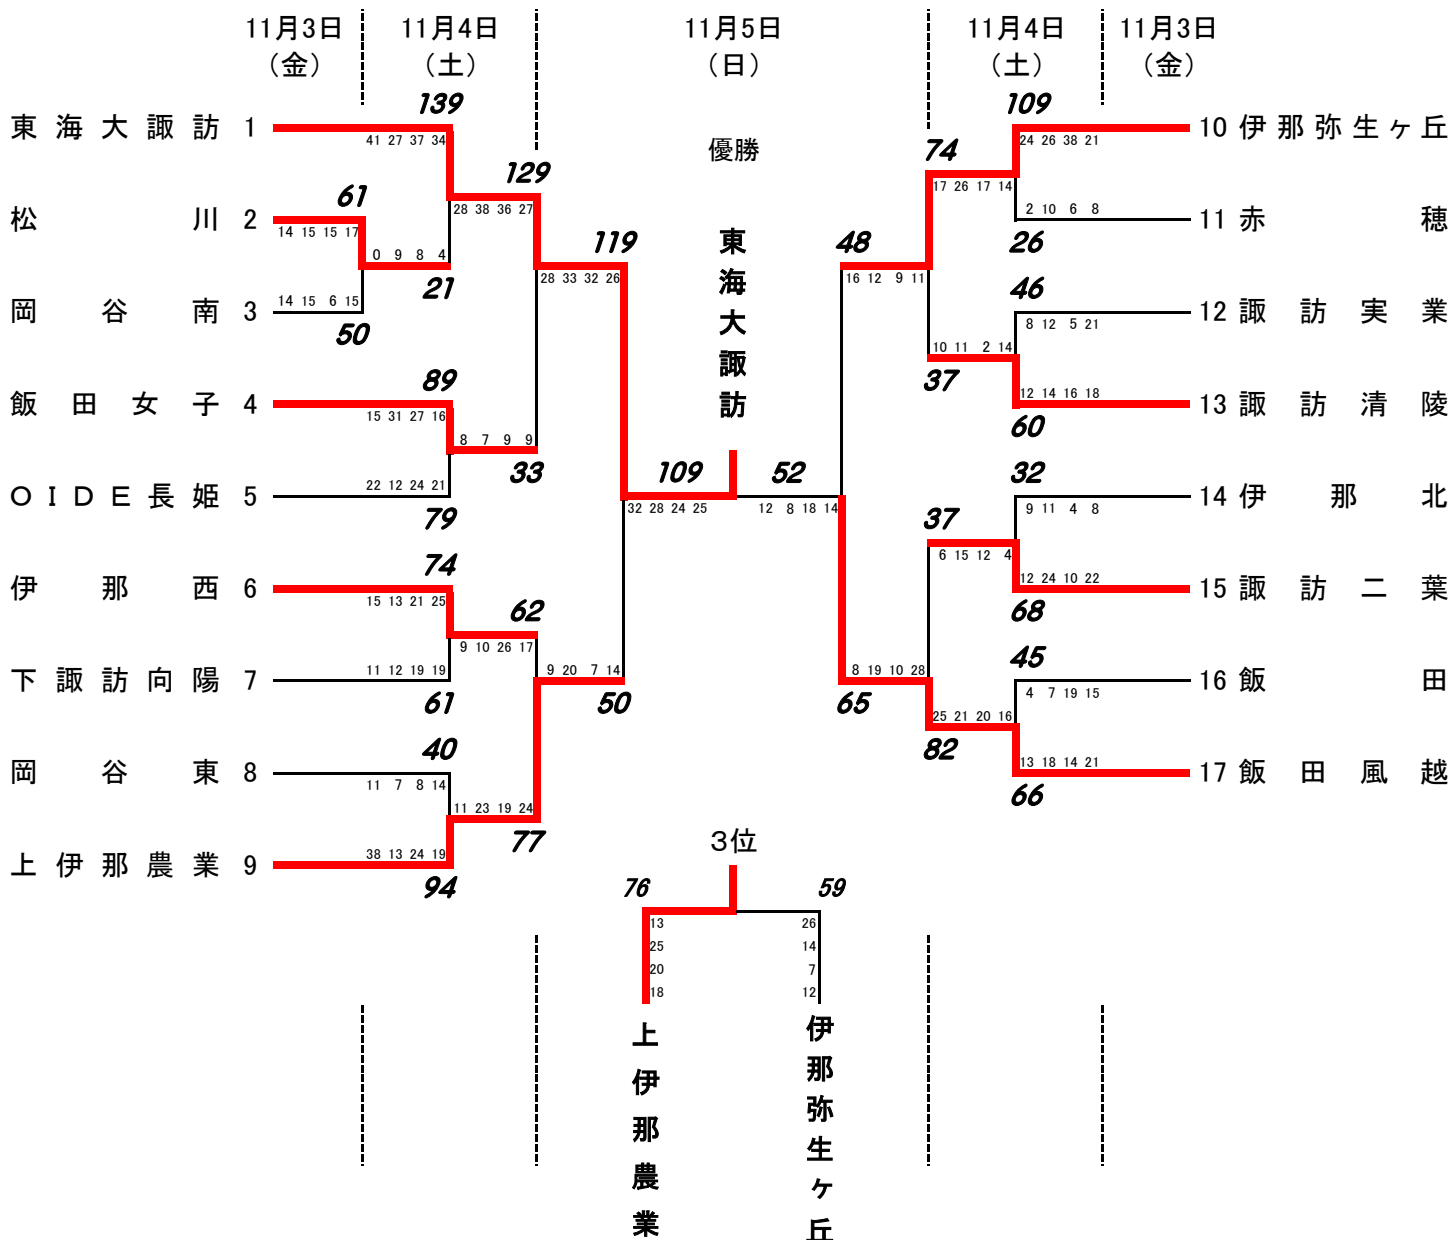 11月3日 11月4日 11月5日 11月4日 11月3日
（金） （土） （日） （土） （金）
139 109
東海大諏訪 1 41 27 37 34 優勝 24 26 38 21 10 伊那弥生ヶ丘
129 74
61 28 38 36 27 17 26 17 14
松川 2 14 15 15 17 2 10 6 8 11 赤穂
119 東海大諏訪 48 26
0 9 8 4 28 33 32 26 16 12 9 11
21 46
岡谷南 3 14 15 6 15 8 12 5 21 12 諏訪実業
50 10 11 2 14
89 37
飯田女子 4 15 31 27 16 12 14 16 18 13 諏訪清陵
8 7 9 9 60
33 109 52 32
OIDE長姫 5 22 12 24 21 32 28 24 25 12 8 18 14 9 11 4 8 14 伊那北
79 37
74 6 15 12 4
伊那西 6 15 13 21 25 12 24 10 22 15 諏訪二葉
62 68
9 10 26 17 45
下諏訪向陽 7 11 12 19 19 9 20 7 14 8 19 10 28 4 7 19 15 16 飯田
61 50 65 25 21 20 16
40 82
岡谷東 8 11 7 8 14 13 18 14 21 17 飯田風越
11 23 19 24 66
77 3位
上伊那農業 9 38 13 24 19
94 76 59
13 26
25 14
20 7
18 12
上伊那農業 伊那弥生ヶ丘